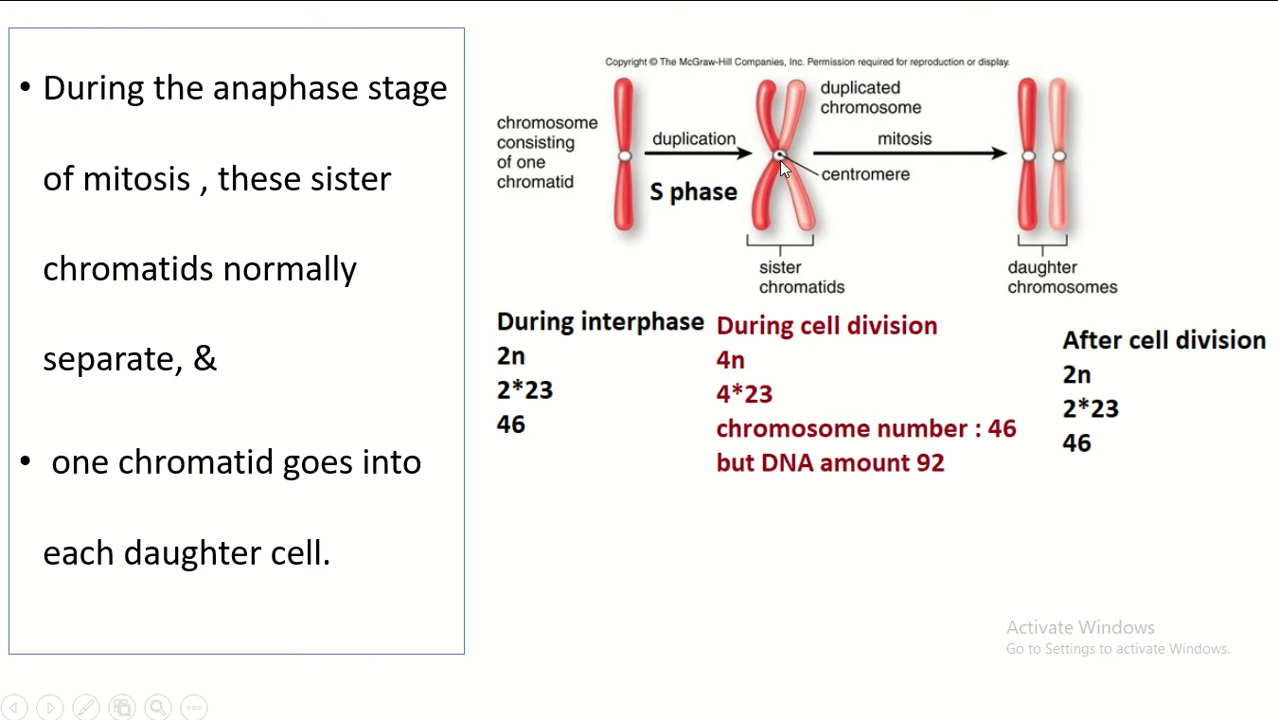 • During the anaphase stage
of mitosis , these sister
chromatids normally
separate, &
• one chromatid goes into
each daughter cell.
Copyright © The McGraw-Hill Companies, Inc. Permission required for reproduction or display.
chromosome
consisting
of one
chromatid
duplication
S phase
duplicated
chromosome
mitosis
centromere
sister
chromatids
daughter
chromosomes
During interphase
2n
2*23
46
During cell division
4n
4*23
chromosome number : 46
but DNA amount 92
After cell division
2n
2*23
46
Activate Windows
Go to Settings to activate Windows.